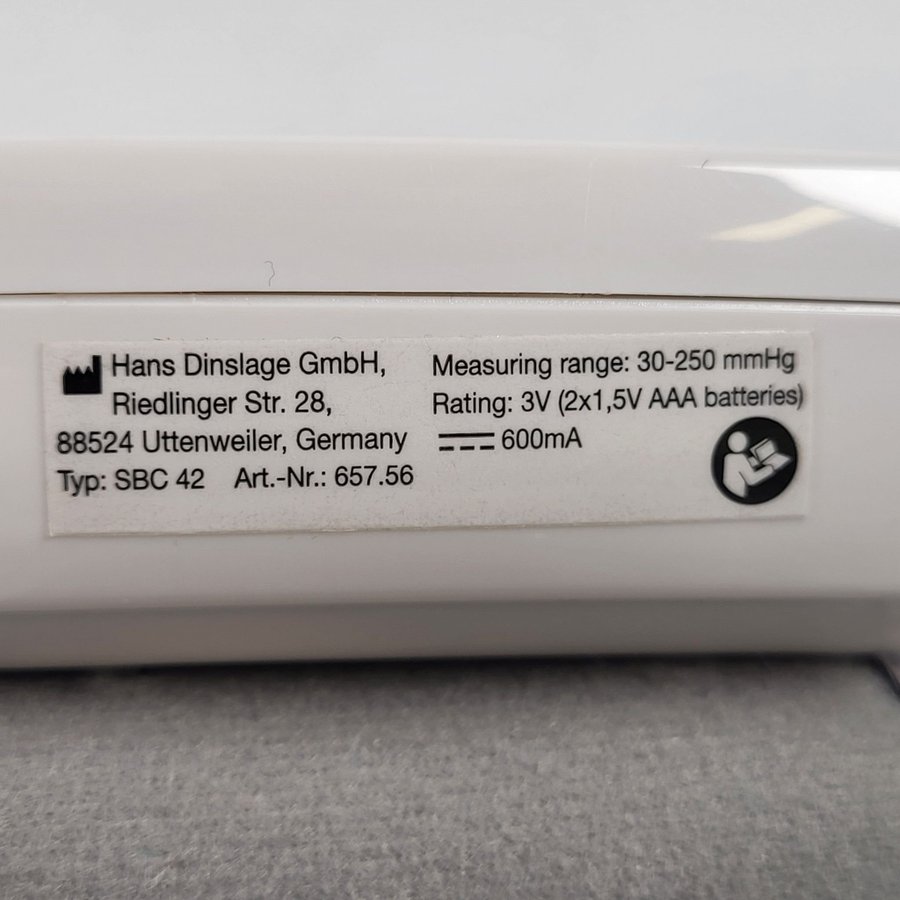 Hans Dinslage GmbH,
Riedlinger Str. 28,
88524 Uttenweiler, Germany
Typ: SBC 42 Art.-Nr.: 657.56
Measuring range: 30-250 mmHg
Rating: 3V (2x1,5V AAA batteries)
600mA